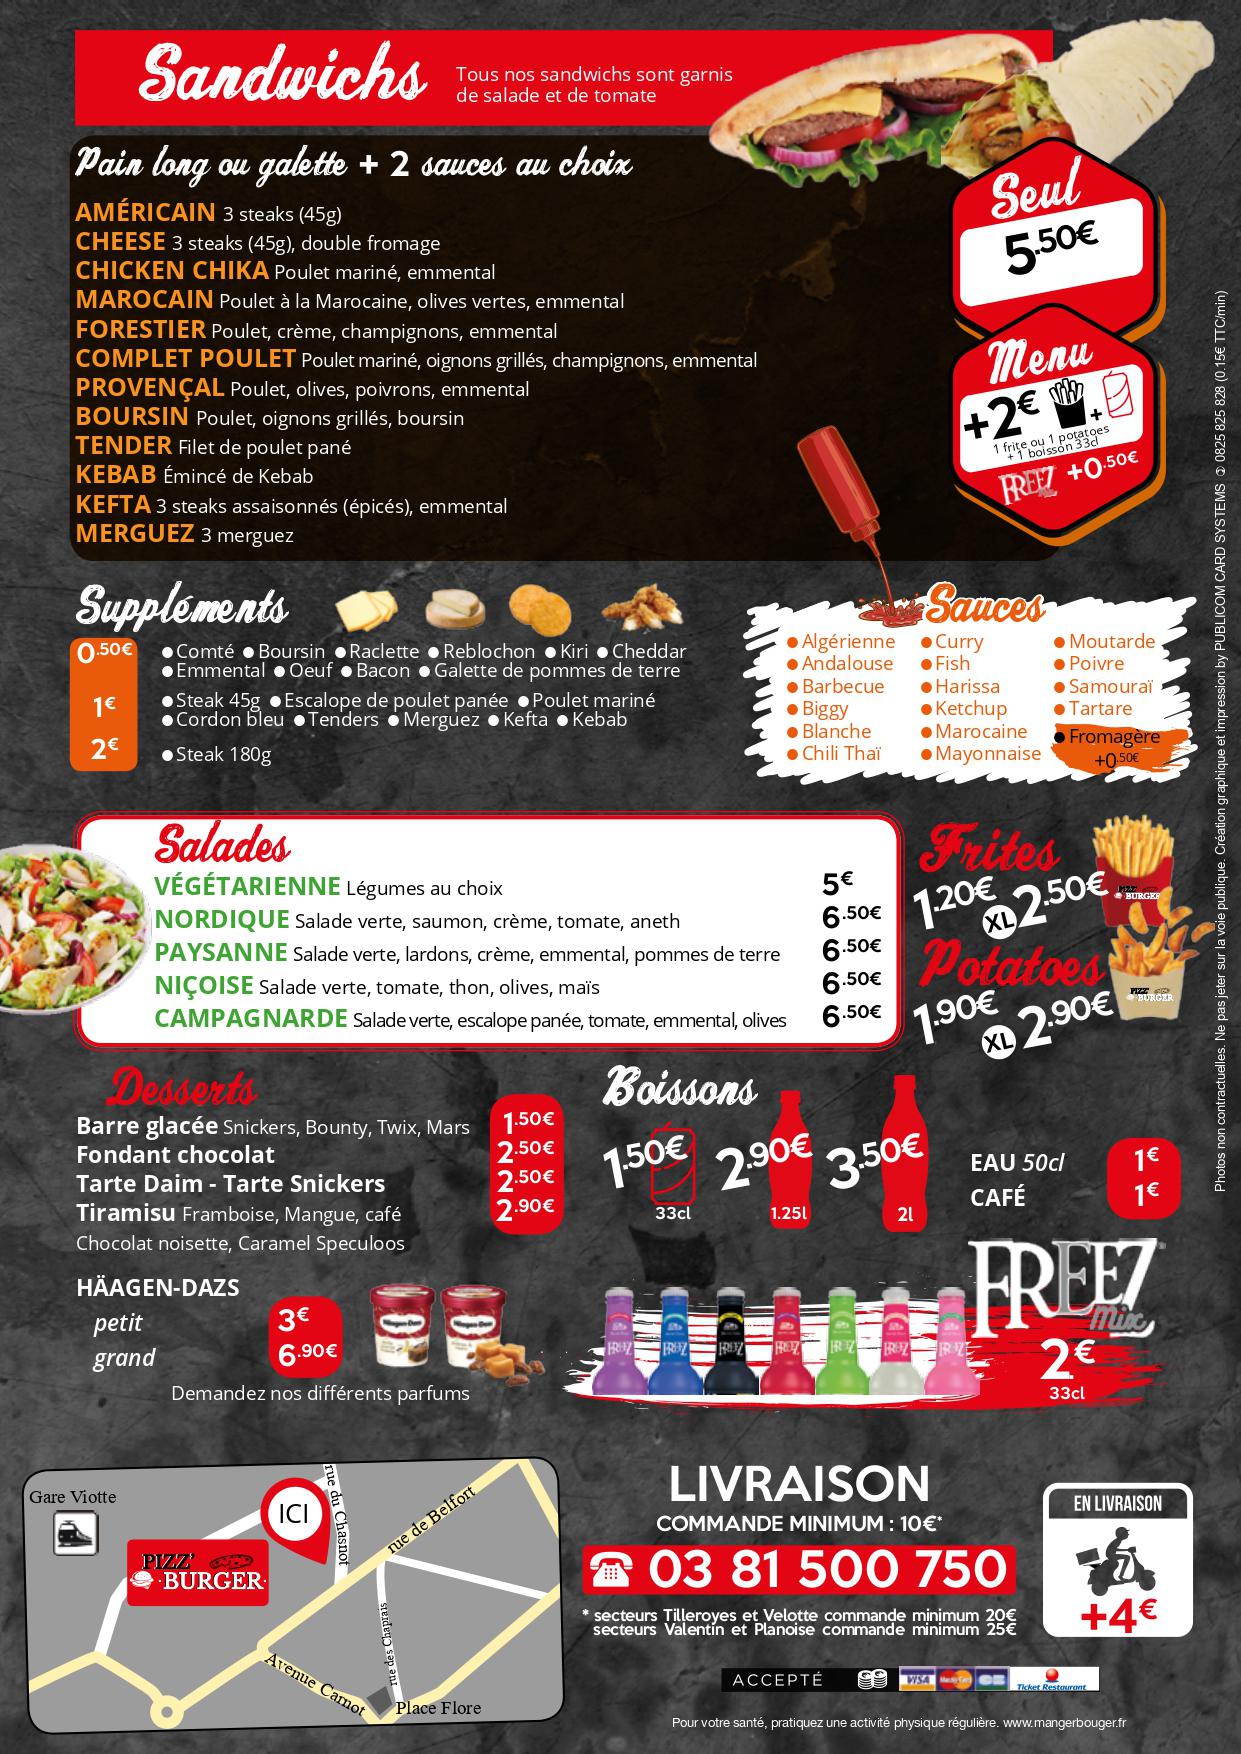 Sandwichs
Tous nos sandwichs sont garnis
de salade et de tomate
Pain long ou galette + 2 sauces au choix
AMÉRICAIN 3 steaks (45g)
CHEESE 3 steaks (45g), double fromage
CHICKEN CHIKA Poulet mariné, emmental
MAROCAIN Poulet à la Marocaine, olives vertes, emmental
FORESTIER Poulet, crème, champignons, emmental
COMPLET POULET Poulet mariné, oignons grillés, champignons, emmental
PROVENÇAL Poulet, olives, poivrons, emmental
BOURSIN Poulet, oignons grillés, boursin
TENDER Filet de poulet pané
KEBAB Émincé de Kebab
KEFTA 3 steaks assaisonnés (épicés), emmental
MERGUEZ 3 merguez
Seul
5.50€
Menu
+2€
+
1 frite ou 1 potatoes
+ 1 boisson 33cl
FREEZ Mix +0.50€
Suppléments
0.50€
• Comté • Boursin • Raclette • Reblochon • Kiri • Cheddar
• Emmental • Oeuf • Bacon • Galette de pommes de terre
1€
• Steak 45g • Escalope de poulet panée • Poulet mariné
• Cordon bleu • Tenders • Merguez • Kefta • Kebab
2€
• Steak 180g
Sauces
• Algérienne
• Andalouse
• Barbecue
• Biggy
• Blanche
• Chili Thaï
• Curry
• Fish
• Harissa
• Ketchup
• Marocaine
• Mayonnaise
• Moutarde
• Poivre
• Samouraï
• Tartare
• Fromagère
+0.50€
Salades
VÉGÉTARIENNE Légumes au choix 5€
NORDIQUE Salade verte, saumon, crème, tomate, aneth 6.50€
PAYSANNE Salade verte, lardons, crème, emmental, pommes de terre 6.50€
NIÇOISE Salade verte, tomate, thon, olives, maïs 6.50€
CAMPAGNARDE Salade verte, escalope panée, tomate, emmental, olives 6.50€
Frites
1.20€ XL 2.50€
PIZZ'
BURGER
Potatoes
1.90€ XL 2.90€
PIZZ'
BURGER
Desserts
Barre glacée Snickers, Bounty, Twix, Mars 1.50€
Fondant chocolat 2.50€
Tarte Daim - Tarte Snickers 2.50€
Tiramisu Framboise, Mangue, café 2.90€
Chocolat noisette, Caramel Speculoos
HÄAGEN-DAZS
petit 3€
grand 6.90€
Demandez nos différents parfums
Boissons
1.50€
33cl
2.90€
1.25l
3.50€
2l
EAU 50cl 1€
CAFÉ 1€
FREEZ
Mix
2€
33cl
FREEZ FREEZ FREEZ FREEZ FREEZ FREEZ FREEZ
Gare Viotte
ICI
PIZZ'
BURGER
rue du Chasnot
rue de Belfort
rue des Chaprais
Avenue Carnot
Place Flore
LIVRAISON
COMMANDE MINIMUM : 10€*
03 81 500 750
* secteurs Tilleroyes et Velotte commande minimum 20€
secteurs Valentin et Planoise commande minimum 25€
EN LIVRAISON
+4€
ACCEPTÉ
VISA
MasterCard
CB
Ticket Restaurant
Pour votre santé, pratiquez une activité physique régulière. www.mangerbouger.fr
Photos non contractuelles. Ne pas jeter sur la voie publique. Création graphique et impression by PUBLICOM CARD SYSTEMS ✆ 0825 825 828 (0.15€ TTC/min)